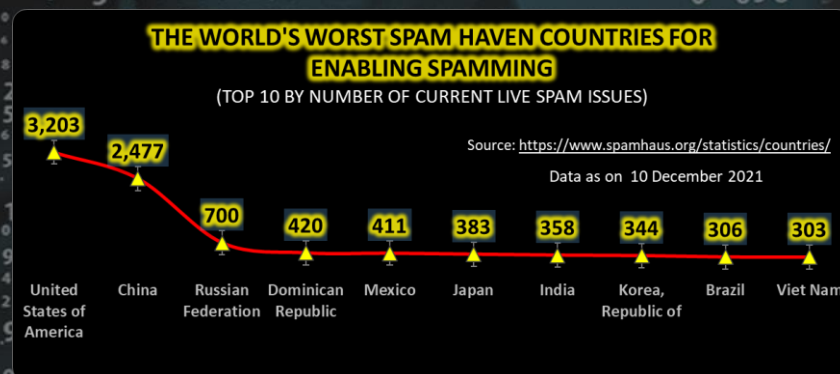 THE WORLD'S WORST SPAM HAVEN COUNTRIES FOR
ENABLING SPAMMING
(TOP 10 BY NUMBER OF CURRENT LIVE SPAM ISSUES)
Source: https://www.spamhaus.org/statistics/countries/
Data as on 10 December 2021
3,203
2,477
700
420
411
383
358
344
306
303
United
States of
America
China
Russian
Federation
Dominican
Republic
Mexico
Japan
India
Korea,
Republic of
Brazil
Viet Nam